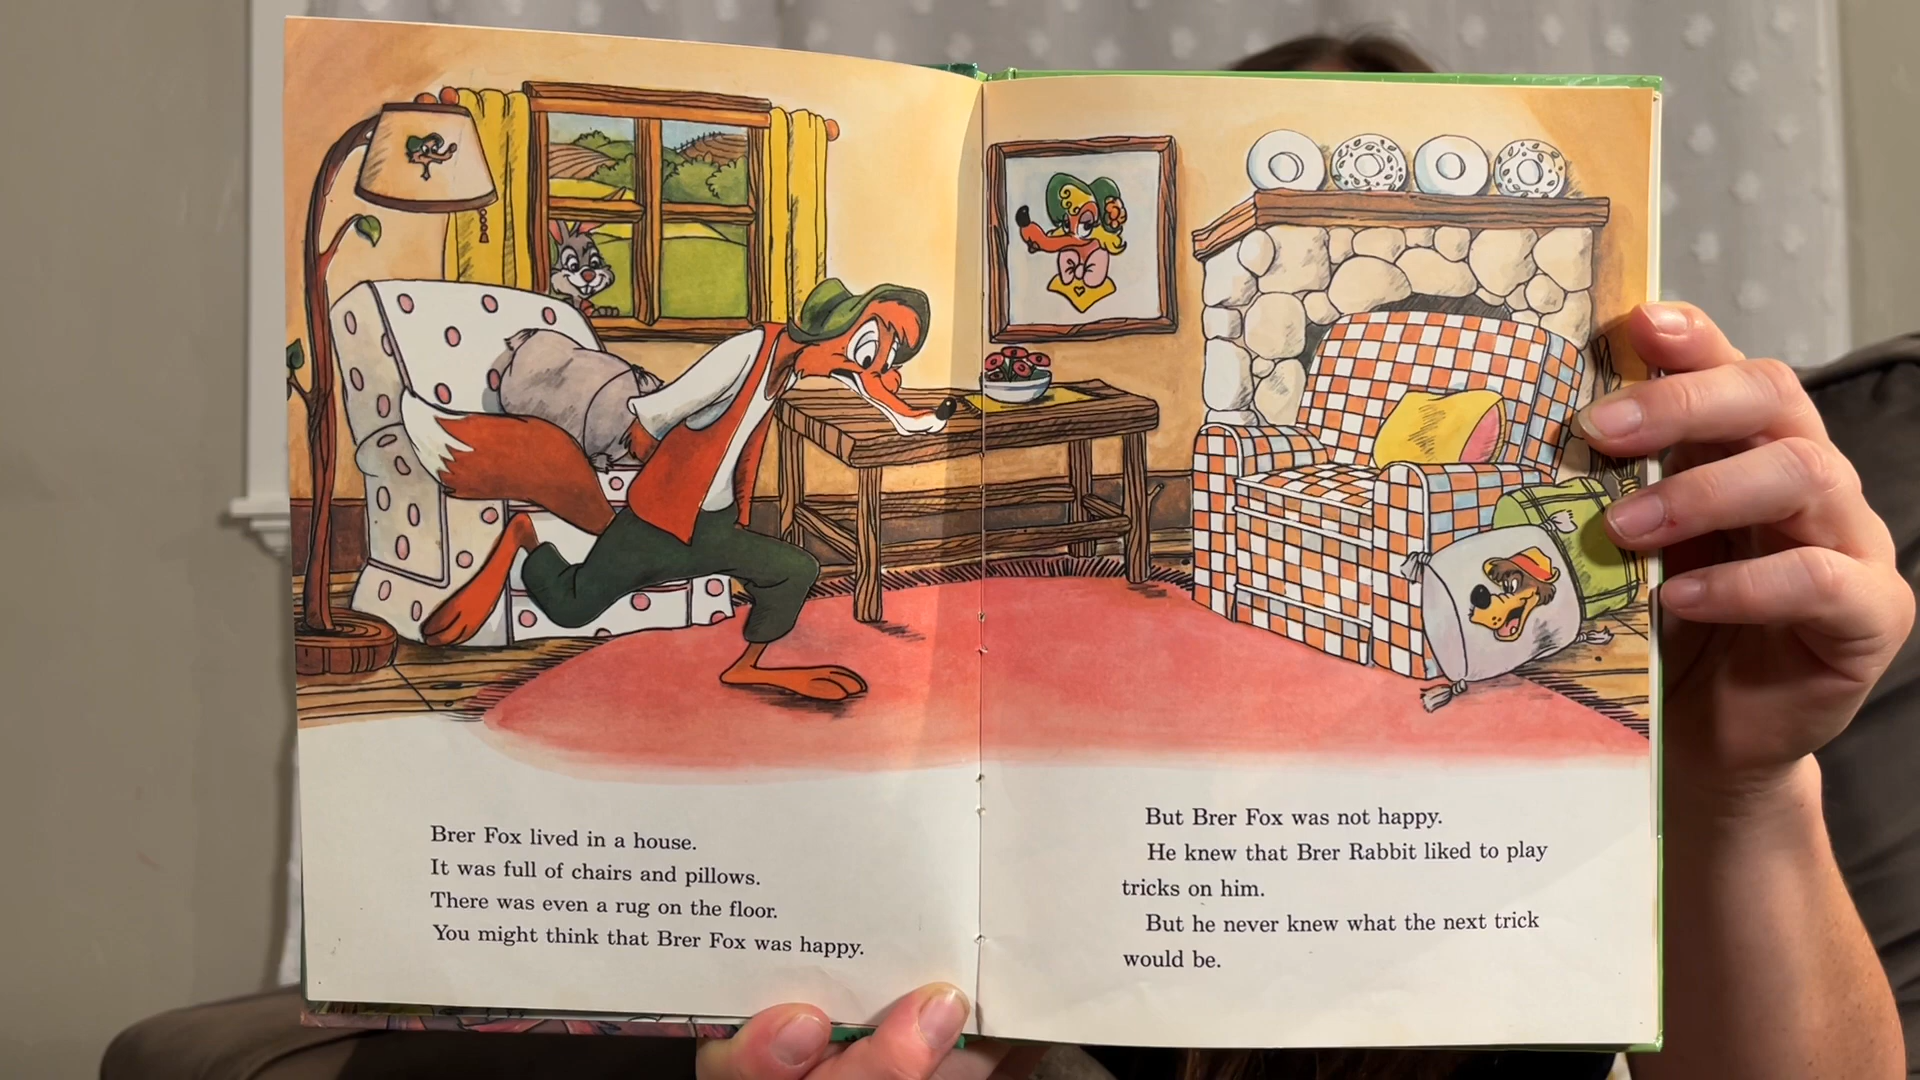 Brer Fox lived in a house.
It was full of chairs and pillows.
There was even a rug on the floor.
You might think that Brer Fox was happy.
But Brer Fox was not happy.
He knew that Brer Rabbit liked to play
tricks on him.
But he never knew what the next trick
would be.